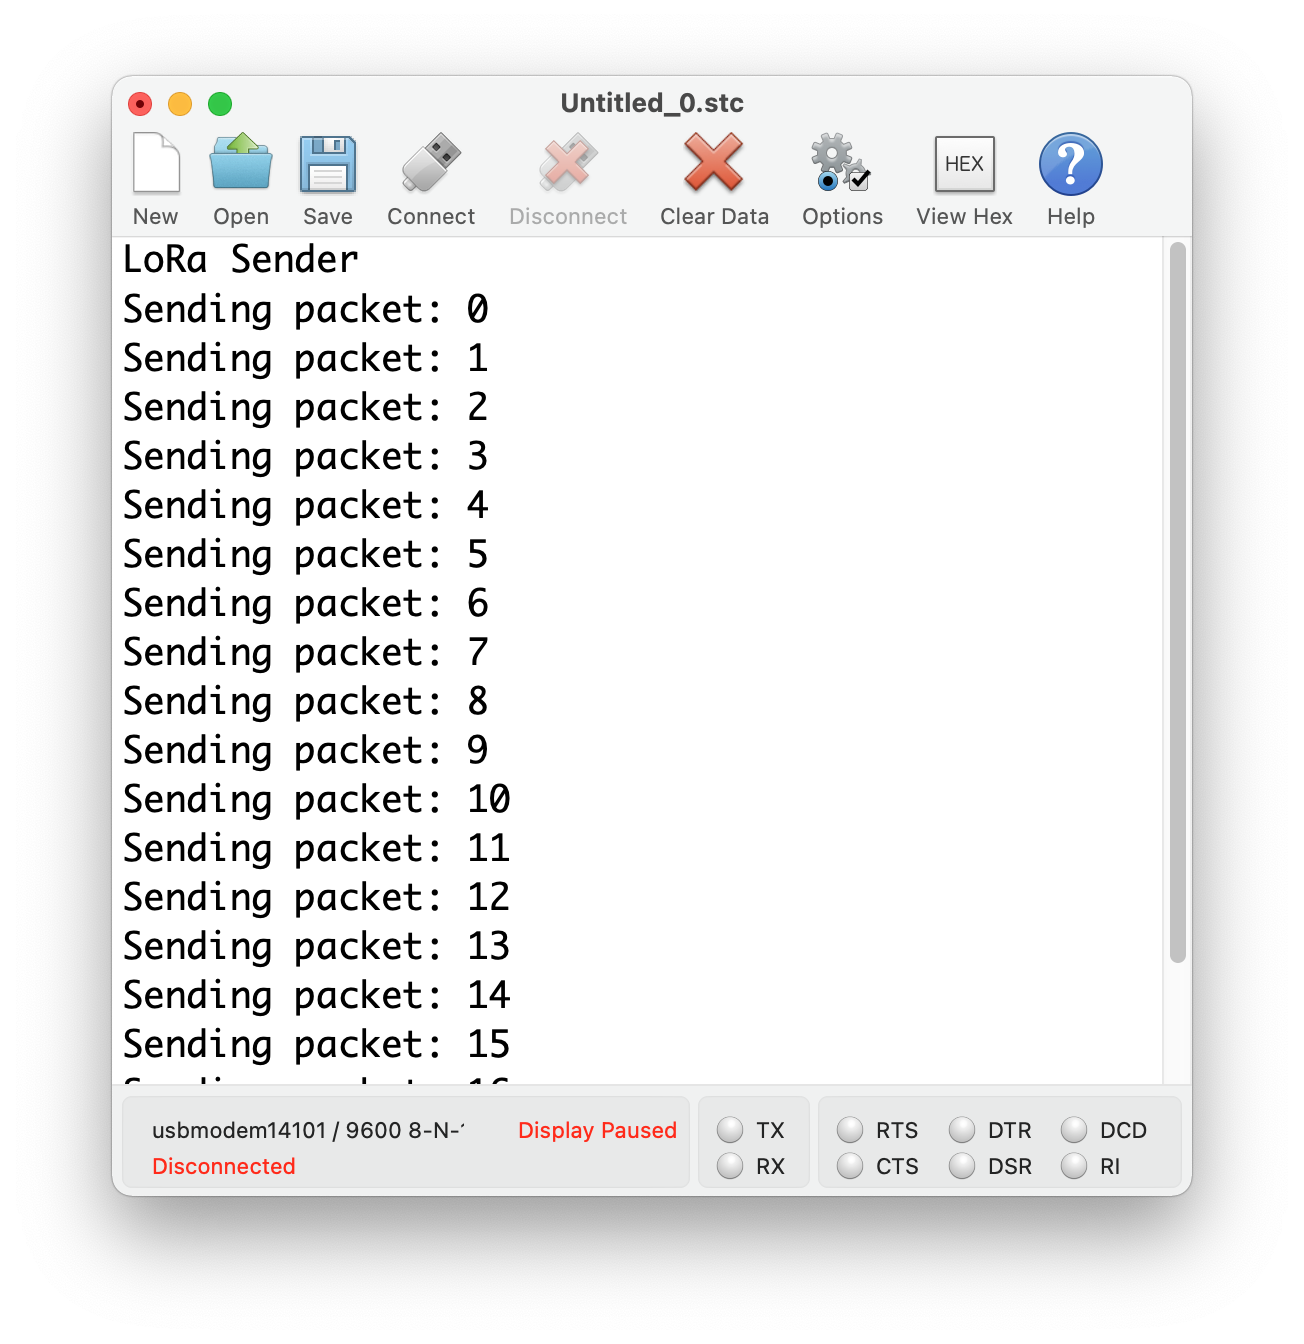 Untitled_0.stc
New Open Save Connect Disconnect Clear Data Options HEX View Hex Help
LoRa Sender
Sending packet: 0
Sending packet: 1
Sending packet: 2
Sending packet: 3
Sending packet: 4
Sending packet: 5
Sending packet: 6
Sending packet: 7
Sending packet: 8
Sending packet: 9
Sending packet: 10
Sending packet: 11
Sending packet: 12
Sending packet: 13
Sending packet: 14
Sending packet: 15
usbmodem14101 / 9600 8-N- Display Paused TX RTS DTR DCD
Disconnected RX CTS DSR RI